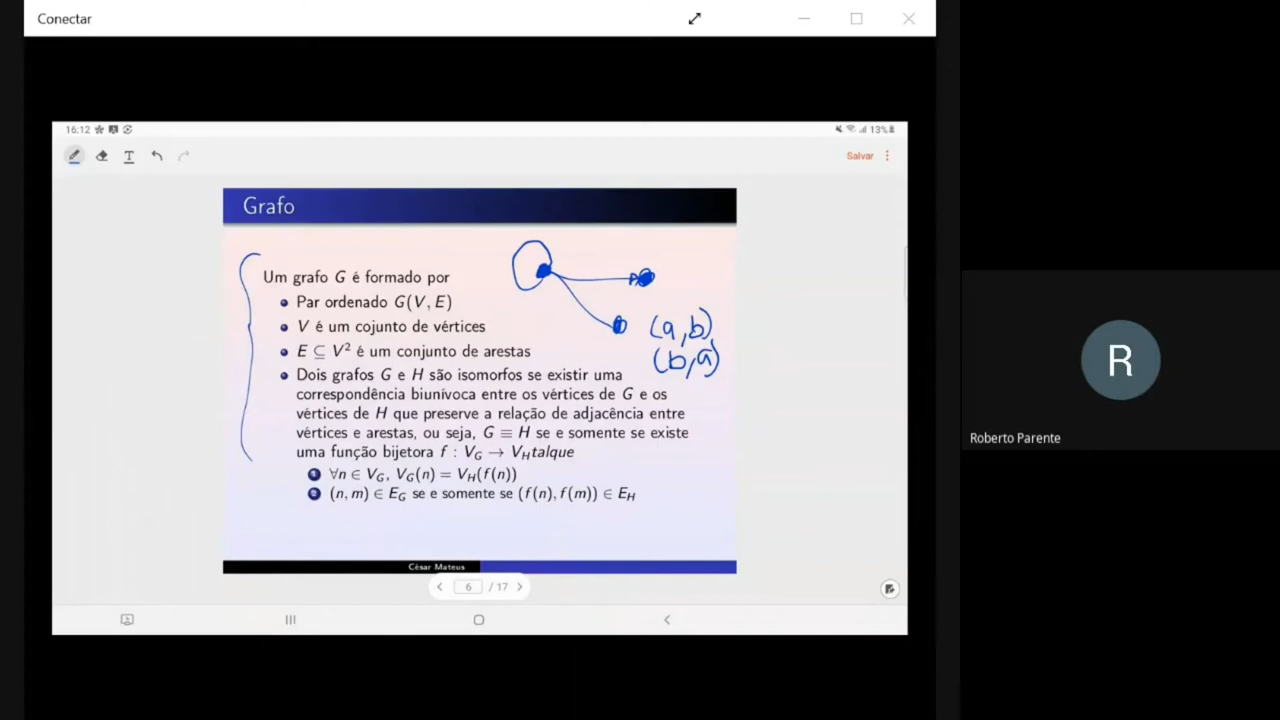 Conectar
16:12
13%
Salvar
Grafo
Um grafo G é formado por
Par ordenado G(V, E)
V é um cojunto de vértices
(a,b)
E ⊆ V² é um conjunto de arestas
(b,a)
Dois grafos G e H são isomorfos se existir uma
correspondência biunívoca entre os vértices de G e os
vértices de H que preserve a relação de adjacência entre
vértices e arestas, ou seja, G ≡ H se e somente se existe
uma função bijetora f : V_G → V_Htalque
1 ∀n ∈ V_G, V_G(n) = V_H(f(n))
2 (n, m) ∈ E_G se e somente se (f(n), f(m)) ∈ E_H
César Mateus
6 / 17
R
Roberto Parente